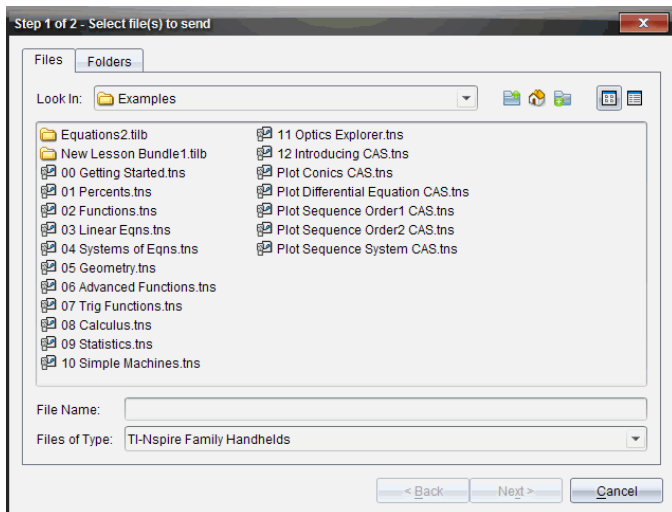 Step 1 of 2 - Select file(s) to send
Files
Folders
Look In:
Examples
Equations2.tilb
New Lesson Bundle1.tilb
00 Getting Started.tns
01 Percents.tns
02 Functions.tns
03 Linear Eqns.tns
04 Systems of Eqns.tns
05 Geometry.tns
06 Advanced Functions.tns
07 Trig Functions.tns
08 Calculus.tns
09 Statistics.tns
10 Simple Machines.tns
11 Optics Explorer.tns
12 Introducing CAS.tns
Plot Conics CAS.tns
Plot Differential Equation CAS.tns
Plot Sequence Order1 CAS.tns
Plot Sequence Order2 CAS.tns
Plot Sequence System CAS.tns
File Name:
Files of Type: TI-Nspire Family Handhelds
< Back Next > Cancel